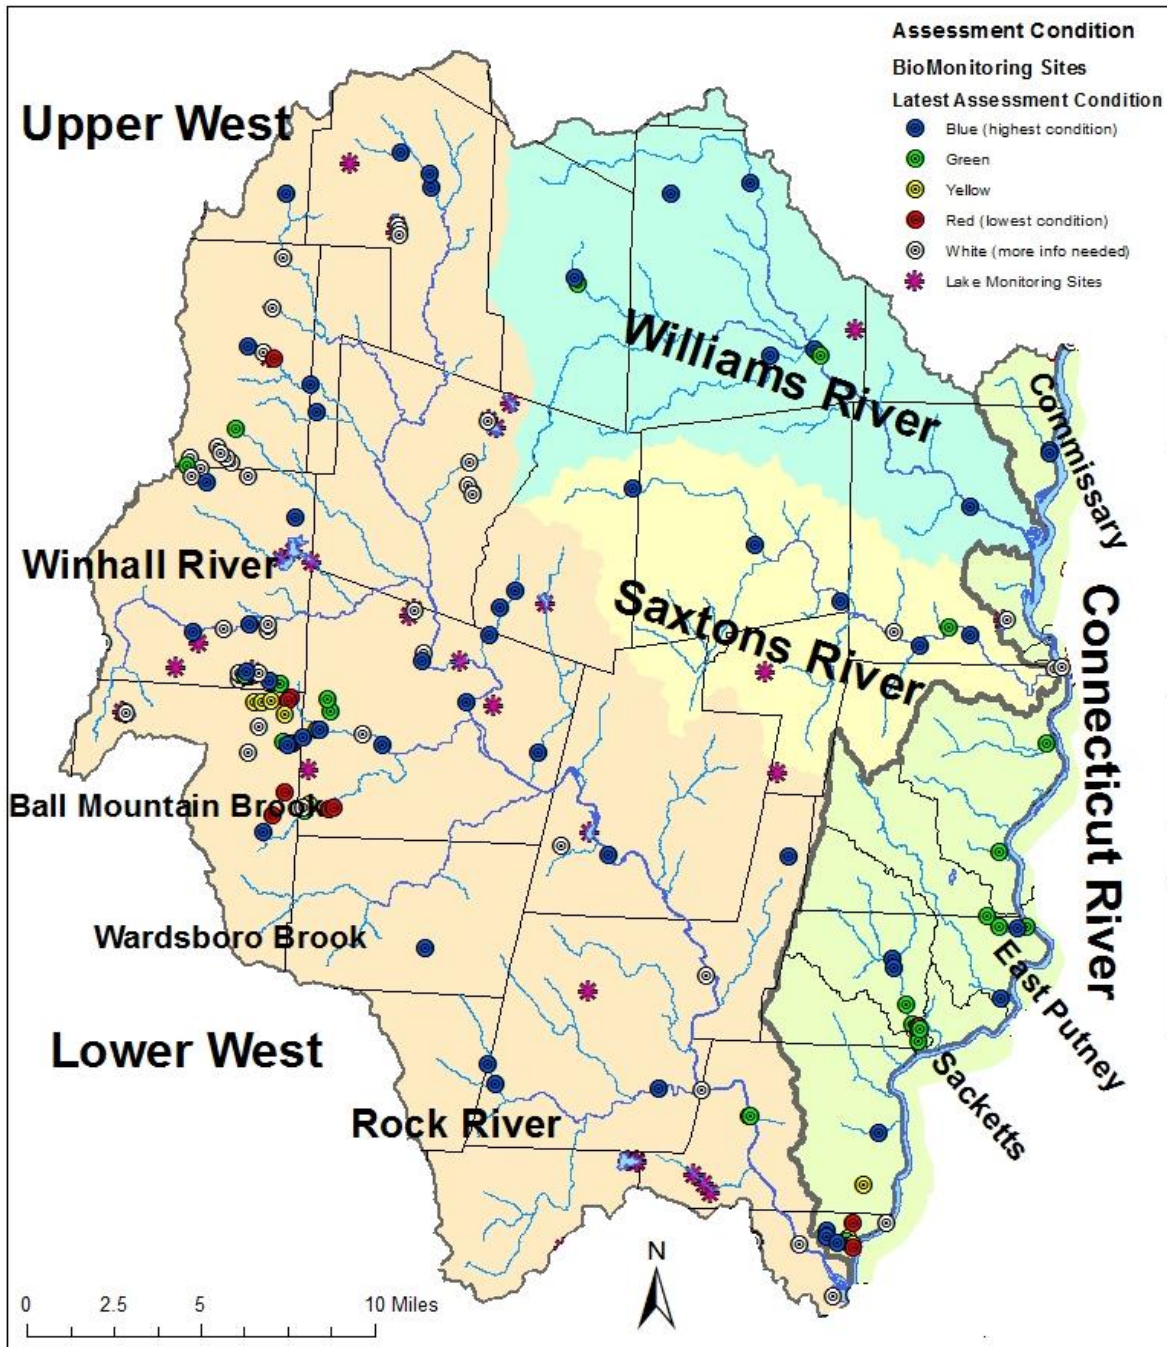 Assessment Condition
BioMonitoring Sites
Latest Assessment Condition
Blue (highest condition)
Green
Yellow
Red (lowest condition)
White (more info needed)
Lake Monitoring Sites
Upper West
Williams River
Commissary
Winhall River
Saxtons River
Connecticut River
Ball Mountain Brook
Wardsboro Brook
East Putney
Lower West
Sacketts
Rock River
N
0 2.5 5 10 Miles